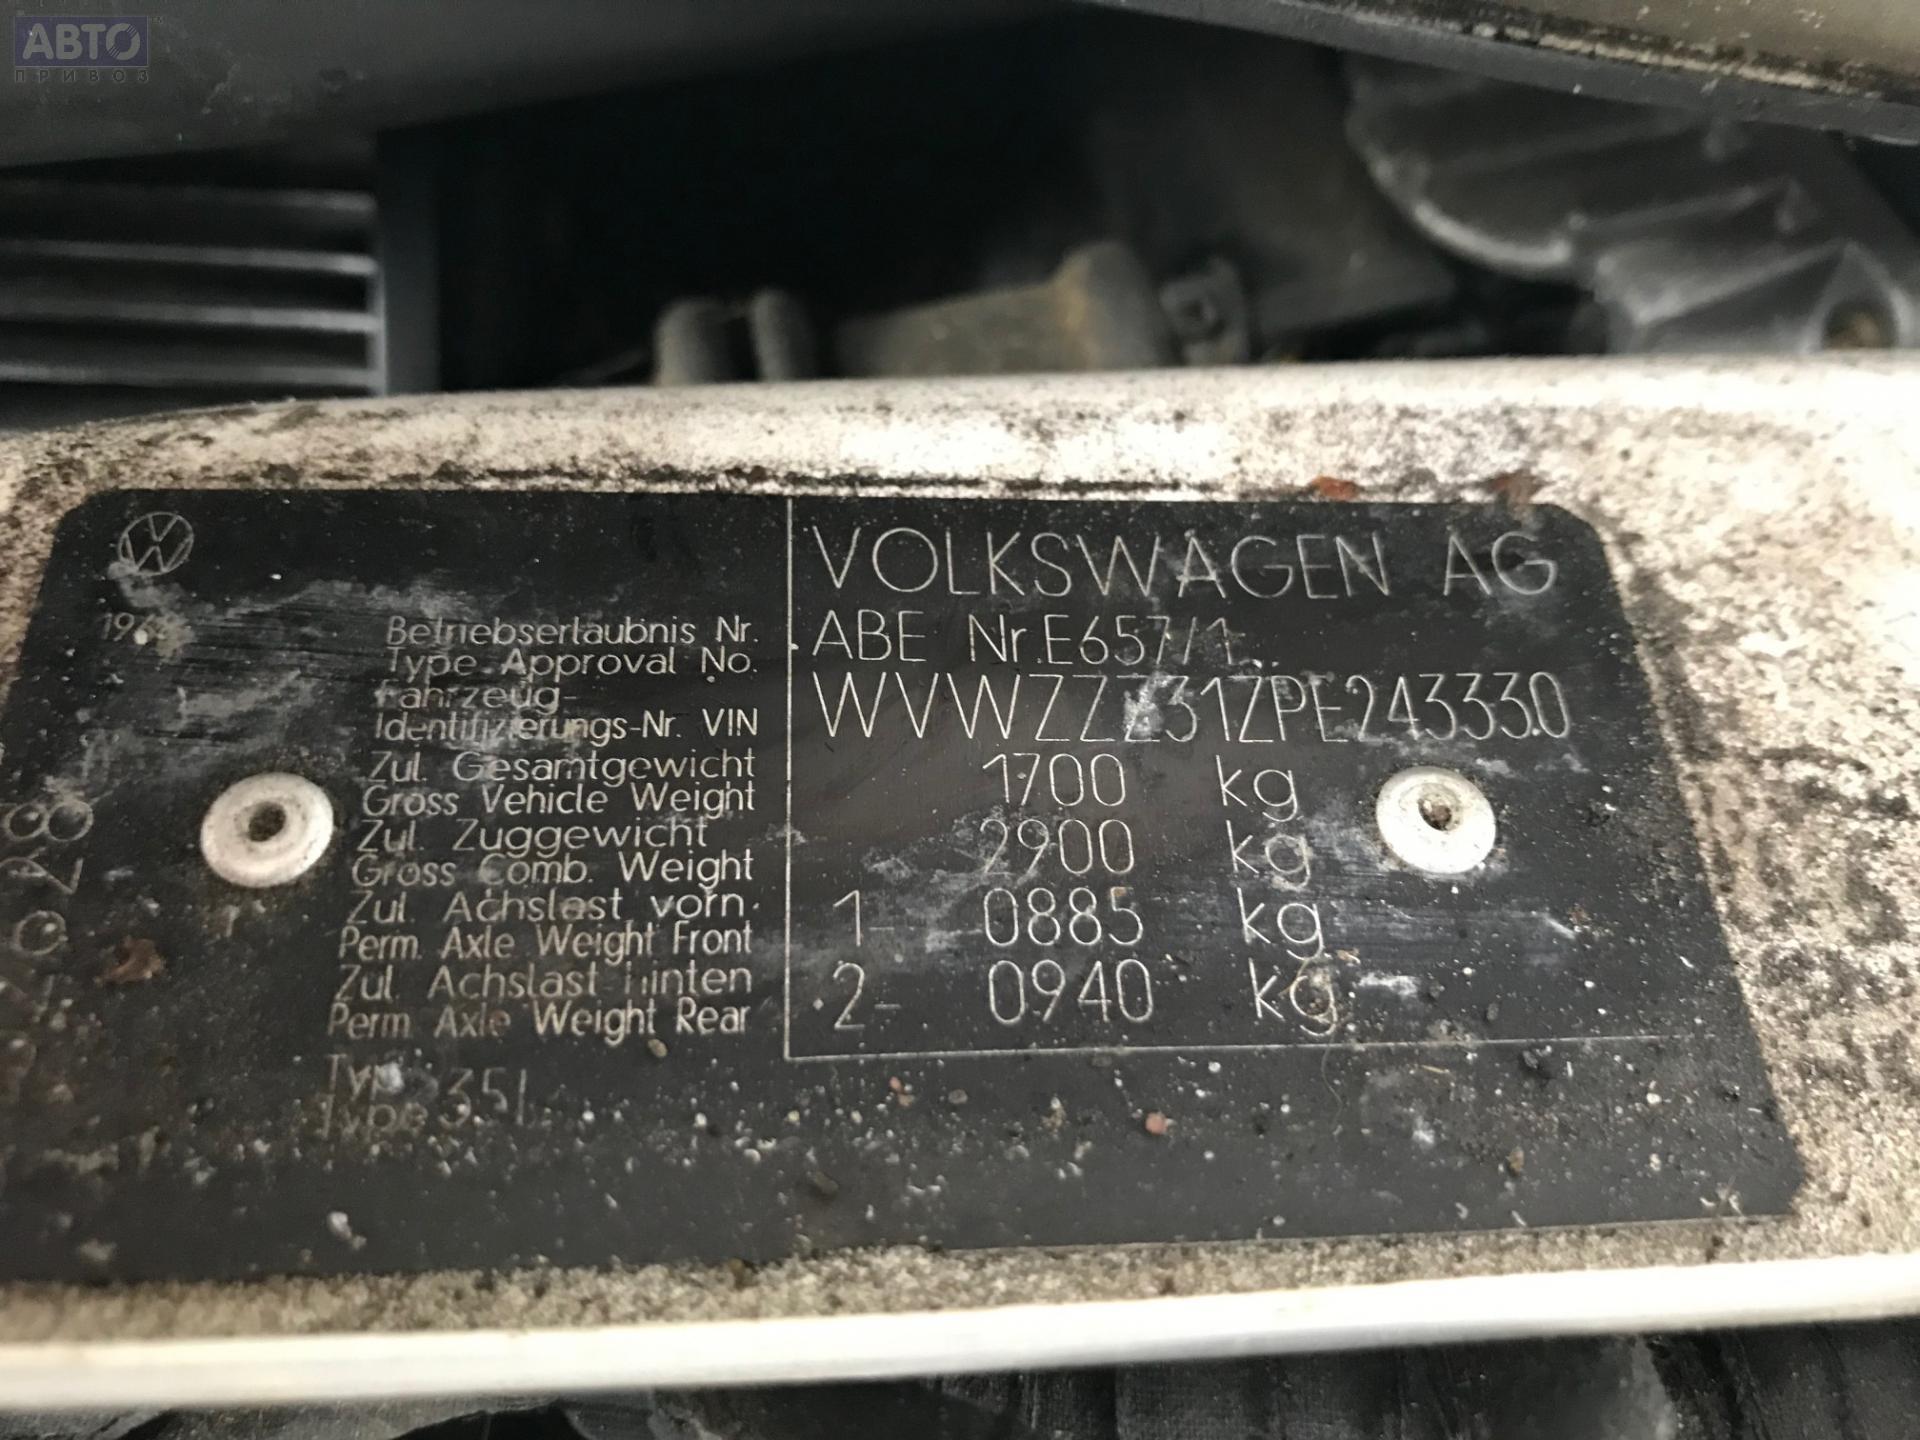 АВТО
ПРИВОЗ
VOLKSWAGEN AG
Betriebserlaubnis Nr.
Type Approval No.
ABE Nr.E657/1
Fahrzeug-
Identifizierungs-Nr. VIN
WVWZZZ31ZPE243330
Zul. Gesamtgewicht
Gross Vehicle Weight
1700 kg
Zul. Zuggewicht
Gross Comb. Weight
2900 kg
Zul. Achslast vorn
Perm. Axle Weight Front
1- 0885 kg
Zul. Achslast hinten
Perm. Axle Weight Rear
2- 0940 kg
Typ
Type 35I